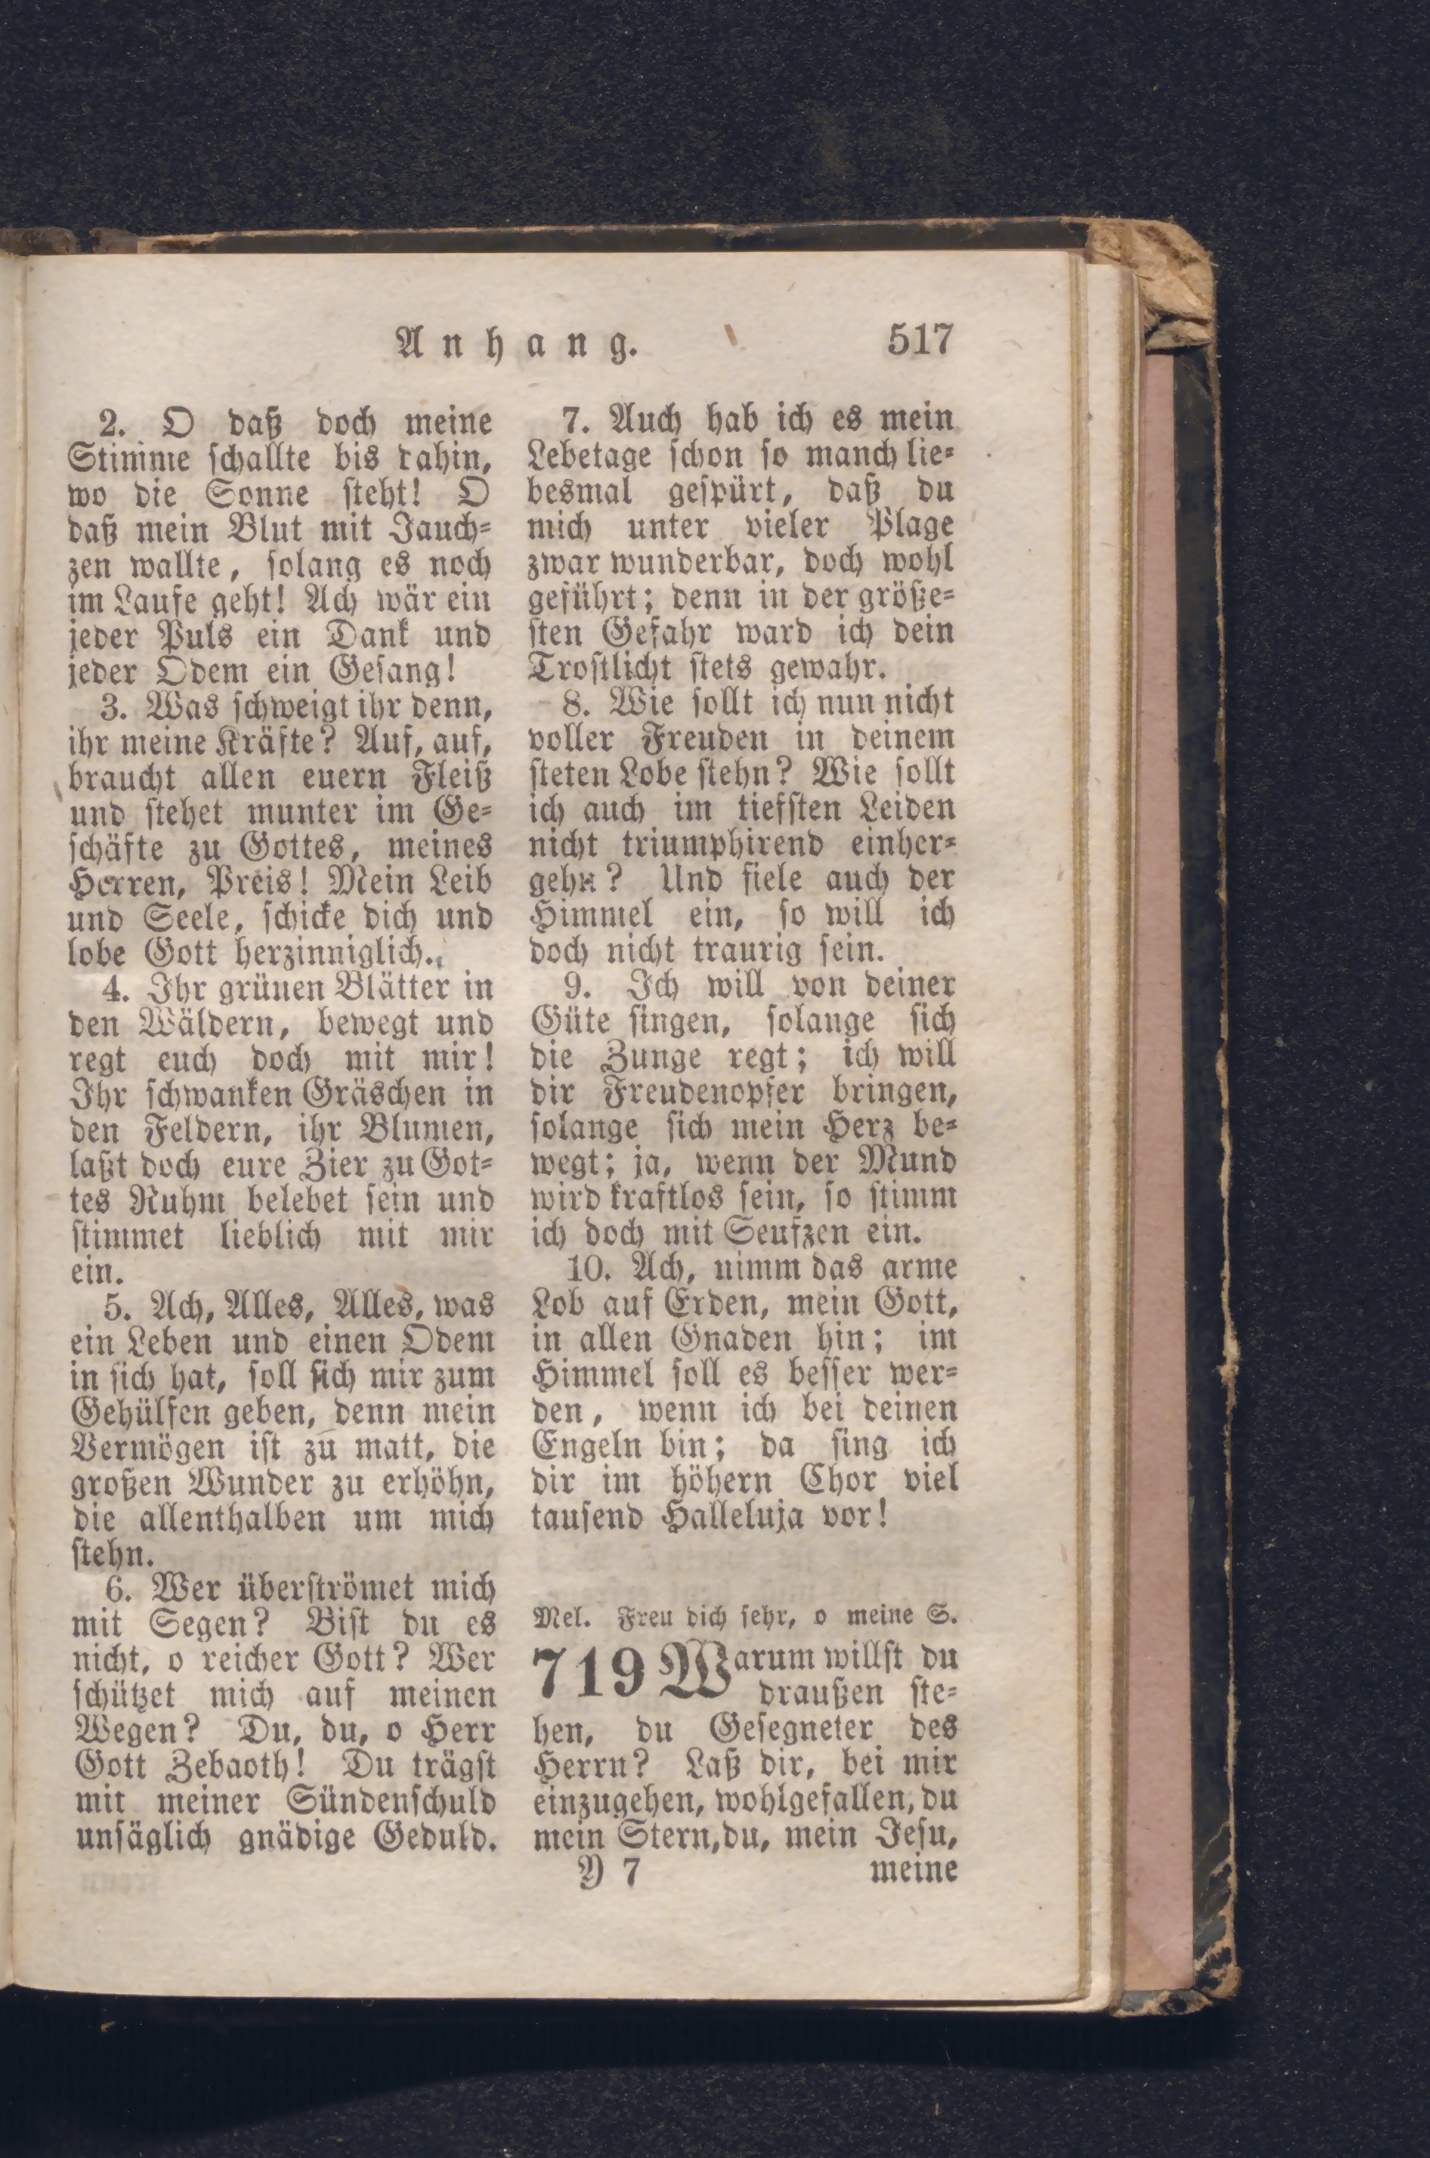 Anhang. 517
2. O daß doch meine
Stimme schallte bis dahin,
wo die Sonne steht! O
daß mein Blut mit Jauch-
zen wallte, solang es noch
im Laufe geht! Ach wär ein
jeder Puls ein Dank und
jeder Odem ein Gesang!
3. Was schweigt ihr denn,
ihr meine Kräfte? Auf, auf,
braucht allen euern Fleiß
und stehet munter im Ge-
schäfte zu Gottes, meines
Herren, Preis! Mein Leib
und Seele, schicke dich und
lobe Gott herzinniglich.
4. Ihr grünen Blätter in
den Wäldern, bewegt und
regt euch doch mit mir!
Ihr schwanken Gräschen in
den Feldern, ihr Blumen,
laßt doch eure Zier zu Got-
tes Ruhm belebet sein und
stimmet lieblich mit mir
ein.
5. Ach, Alles, Alles, was
ein Leben und einen Odem
in sich hat, soll sich mir zum
Gehülfen geben, denn mein
Vermögen ist zu matt, die
großen Wunder zu erhöhn,
die allenthalben um mich
stehn.
6. Wer überströmet mich
mit Segen? Bist du es
nicht, o reicher Gott? Wer
schützet mich auf meinen
Wegen? Du, du, o Herr
Gott Zebaoth! Du trägst
mit meiner Sündenschuld
unsäglich gnädige Geduld.
7. Auch hab ich es mein
Lebetage schon so manch lie-
besmal gespürt, daß du
mich unter vieler Plage
zwar wunderbar, doch wohl
geführt; denn in der größe-
sten Gefahr ward ich dein
Trostlicht stets gewahr.
8. Wie sollt ich nun nicht
voller Freuden in deinem
steten Lobe stehn? Wie sollt
ich auch im tiefsten Leiden
nicht triumphirend einher-
gehn? Und fiele auch der
Himmel ein, so will ich
doch nicht traurig sein.
9. Ich will von deiner
Güte singen, solange sich
die Zunge regt; ich will
dir Freudenopfer bringen,
solange sich mein Herz be-
wegt; ja, wenn der Mund
wird kraftlos sein, so stimm
ich doch mit Seufzen ein.
10. Ach, nimm das arme
Lob auf Erden, mein Gott,
in allen Gnaden hin; im
Himmel soll es besser wer-
den, wenn ich bei deinen
Engeln bin; da sing ich
dir im höhern Chor viel
tausend Halleluja vor!
Mel. Freu dich sehr, o meine S.
719 Warum willst du
draußen ste-
hen, du Gesegneter des
Herrn? Laß dir, bei mir
einzugehen, wohlgefallen, du
mein Stern, du, mein Jesu,
Y 7 meine